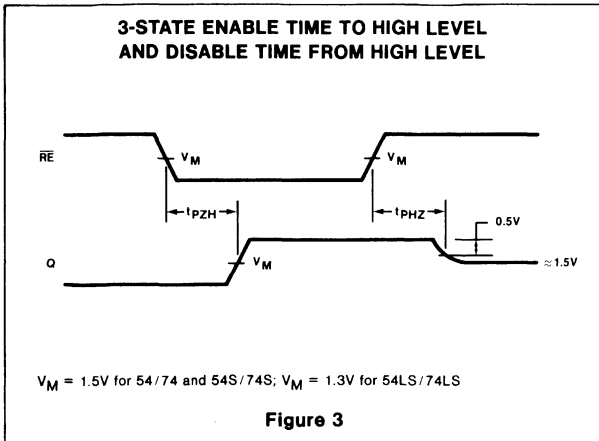 3-STATE ENABLE TIME TO HIGH LEVEL
AND DISABLE TIME FROM HIGH LEVEL
RE
VM
VM
tPZH
tPHZ
0.5V
Q
VM
≈1.5V
VM = 1.5V for 54/74 and 54S/74S; VM = 1.3V for 54LS/74LS
Figure 3